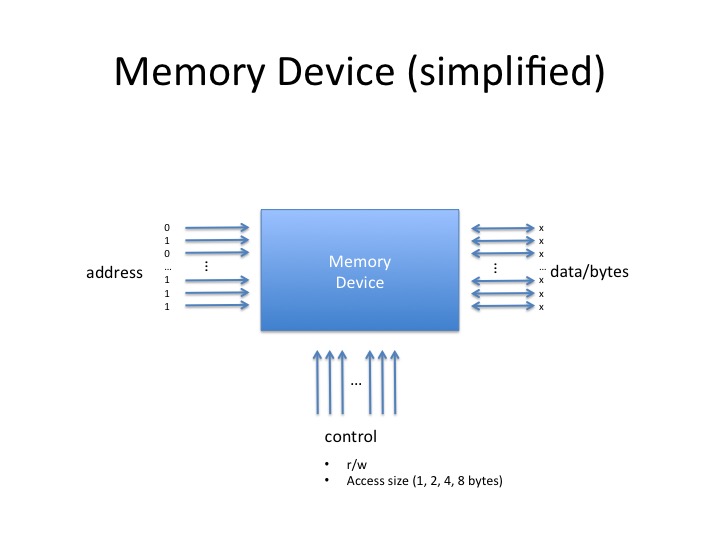 Memory Device (simplified)
address
0
1
0
...
1
1
1
⋮
Memory
Device
⋮
x
x
x
...
x
x
x
data/bytes
...
control
• r/w
• Access size (1, 2, 4, 8 bytes)